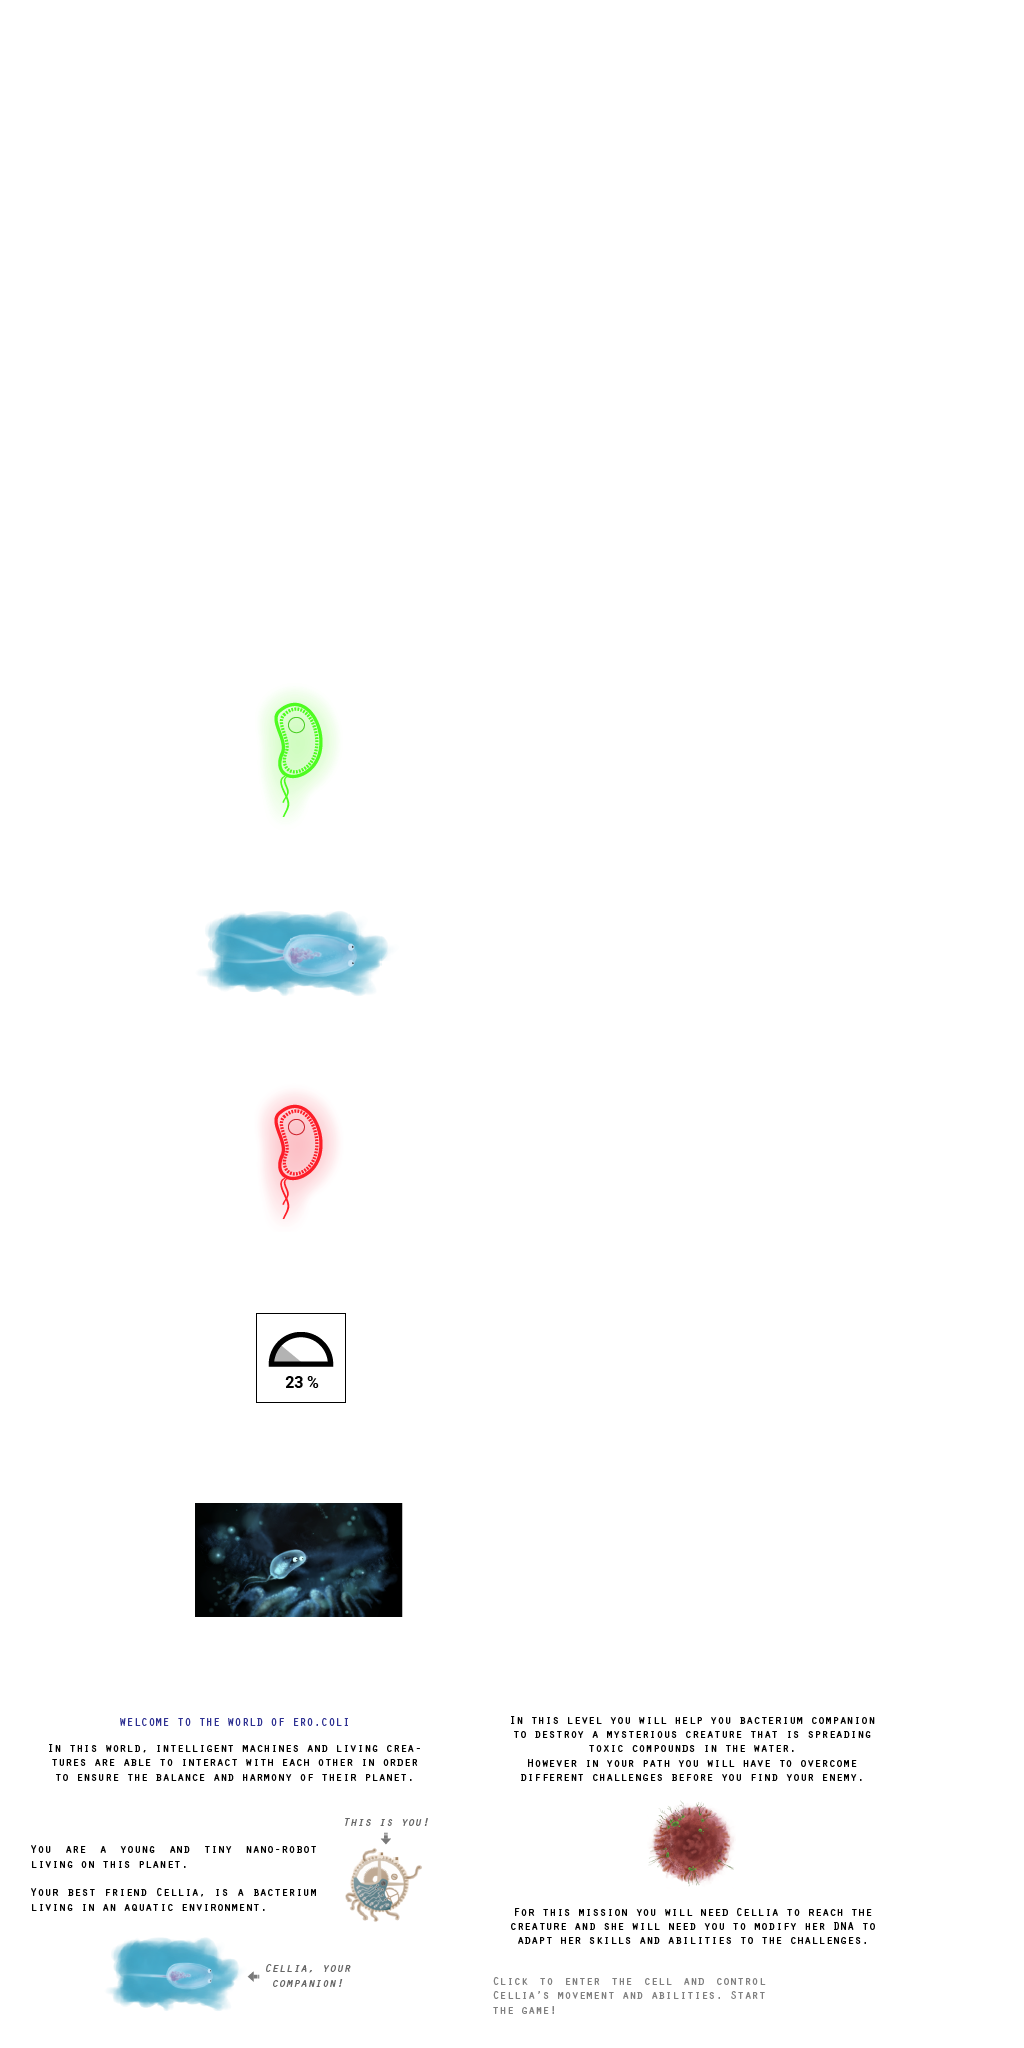 23 %
WELCOME TO THE WORLD OF ERO.COLI
IN THIS WORLD, INTELLIGENT MACHINES AND LIVING CREA-
TURES ARE ABLE TO INTERACT WITH EACH OTHER IN ORDER
TO ENSURE THE BALANCE AND HARMONY OF THEIR PLANET.
THIS IS YOU!
YOU ARE A YOUNG AND TINY NANO-ROBOT
LIVING ON THIS PLANET.
YOUR BEST FRIEND CELLIA, IS A BACTERIUM
LIVING IN AN AQUATIC ENVIRONMENT.
CELLIA, YOUR
COMPANION!
IN THIS LEVEL YOU WILL HELP YOU BACTERIUM COMPANION
TO DESTROY A MYSTERIOUS CREATURE THAT IS SPREADING
TOXIC COMPOUNDS IN THE WATER.
HOWEVER IN YOUR PATH YOU WILL HAVE TO OVERCOME
DIFFERENT CHALLENGES BEFORE YOU FIND YOUR ENEMY.
FOR THIS MISSION YOU WILL NEED CELLIA TO REACH THE
CREATURE AND SHE WILL NEED YOU TO MODIFY HER DNA TO
ADAPT HER SKILLS AND ABILITIES TO THE CHALLENGES.
CLICK TO ENTER THE CELL AND CONTROL
CELLIA'S MOVEMENT AND ABILITIES. START
THE GAME!